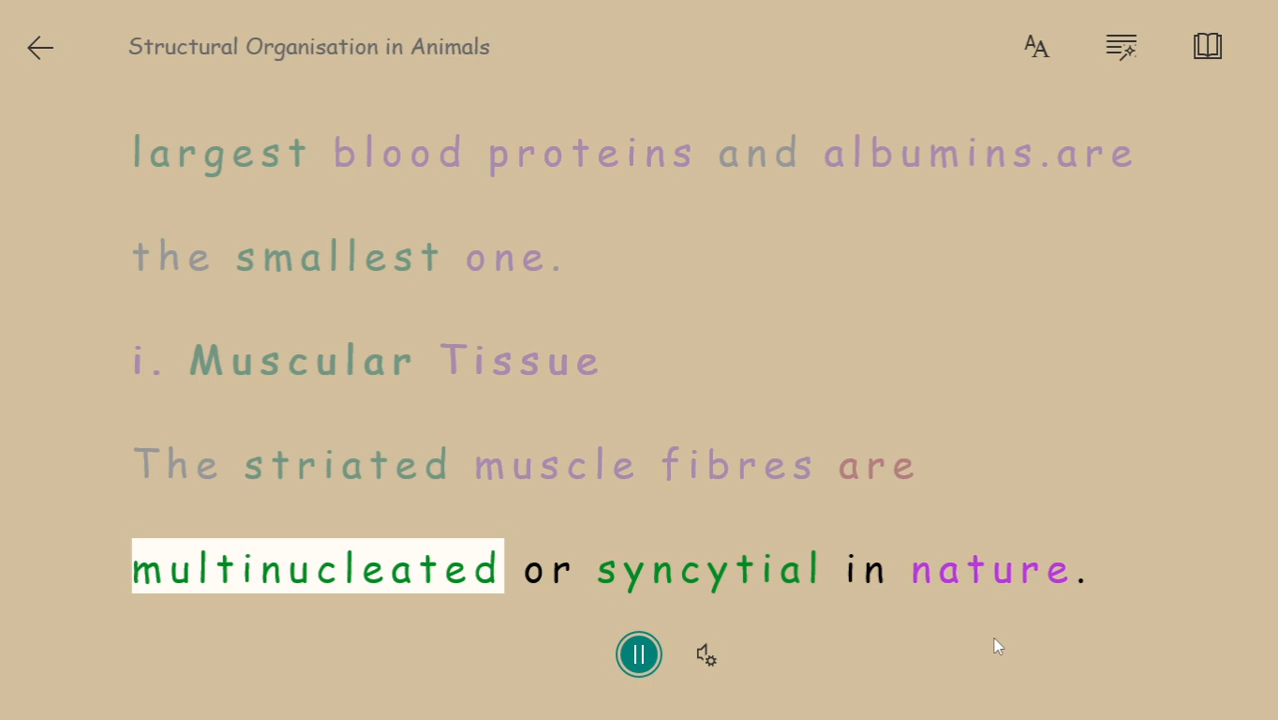 Structural Organisation in Animals
largest blood proteins and albumins.are
the smallest one.
i. Muscular Tissue
The striated muscle fibres are
multinucleated or syncytial in nature.